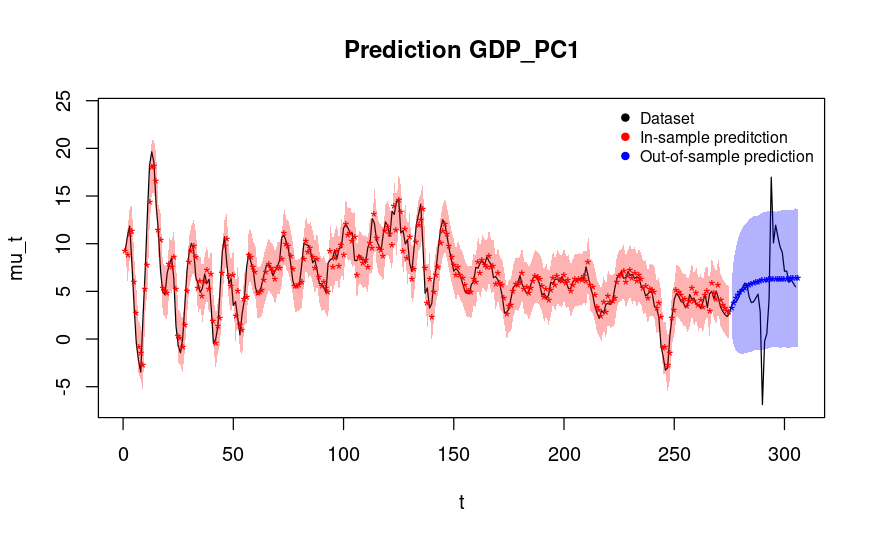 Prediction GDP_PC1
25
20
15
10
5
0
-5
mu_t
Dataset
In-sample preditction
Out-of-sample prediction
0 50 100 150 200 250 300
t